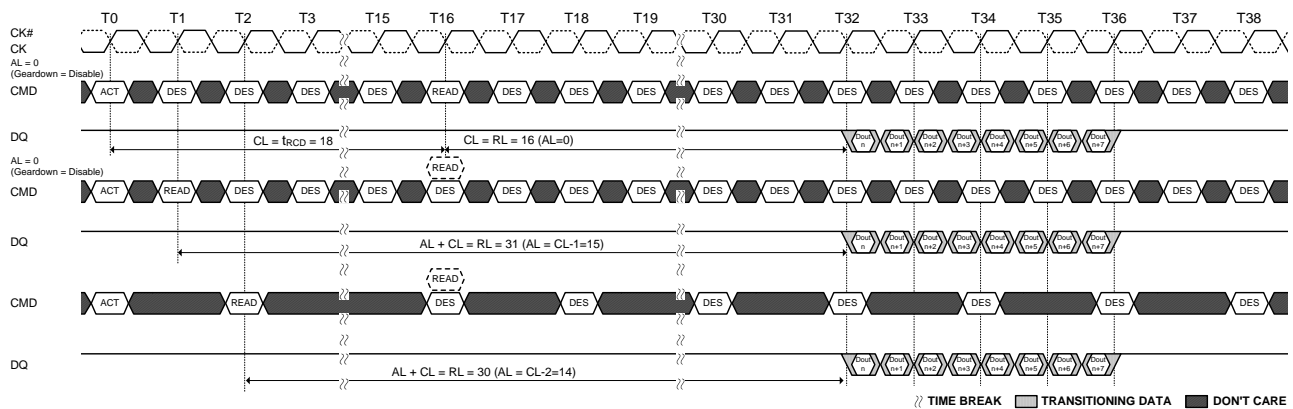 T0 T1 T2 T3 T15 T16 T17 T18 T19 T30 T31 T32 T33 T34 T35 T36 T37 T38
CK#
CK
AL = 0
(Geardown = Disable)
CMD ACT DES DES DES DES READ DES DES DES DES DES DES DES DES DES DES DES DES
DQ CL = tRCD = 18 CL = RL = 16 (AL=0) Dout n Dout n+1 Dout n+2 Dout n+3 Dout n+4 Dout n+5 Dout n+6 Dout n+7
AL = 0
(Geardown = Disable)
READ
CMD ACT READ DES DES DES DES DES DES DES DES DES DES DES DES DES DES DES DES
DQ AL + CL = RL = 31 (AL = CL-1=15) Dout n Dout n+1 Dout n+2 Dout n+3 Dout n+4 Dout n+5 Dout n+6 Dout n+7
READ
CMD ACT READ DES DES DES DES DES DES DES
DQ AL + CL = RL = 30 (AL = CL-2=14) Dout n Dout n+1 Dout n+2 Dout n+3 Dout n+4 Dout n+5 Dout n+6 Dout n+7
TIME BREAK TRANSITIONING DATA DON'T CARE